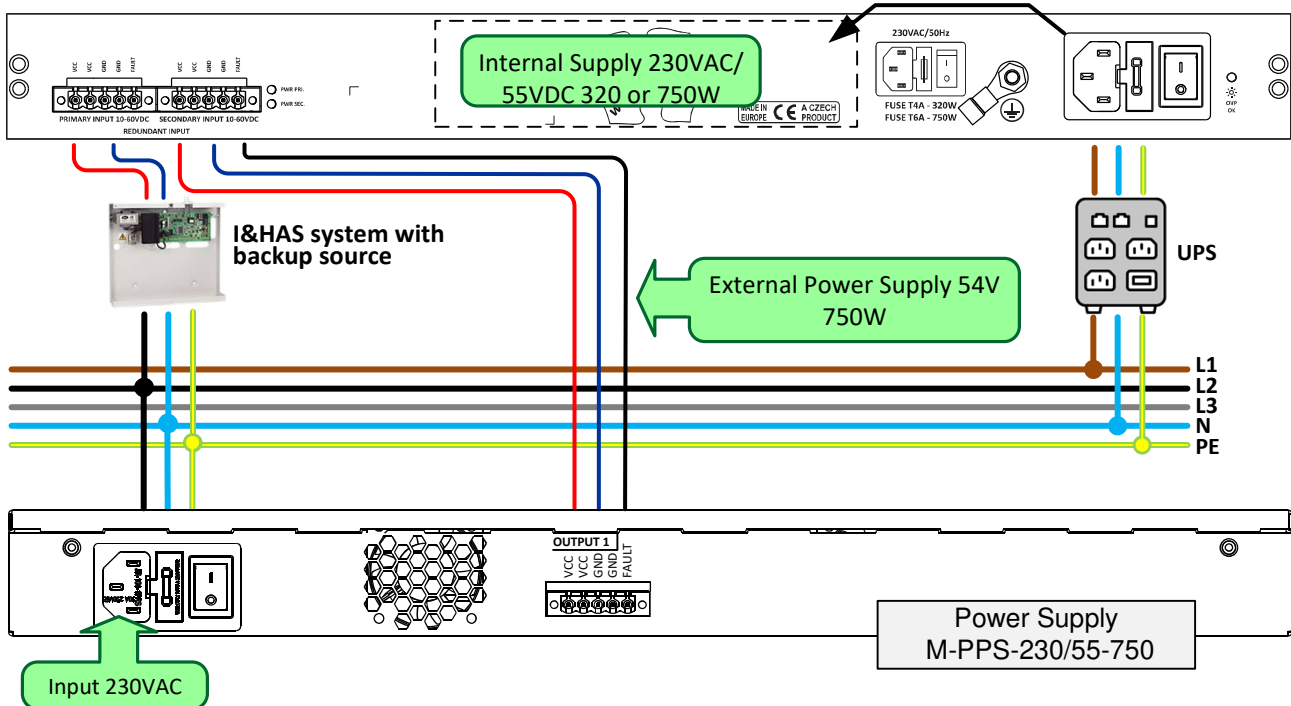 230VAC/50Hz
Internal Supply 230VAC/
55VDC 320 or 750W
VCC VCC GND GND FAULT VCC VCC GND GND FAULT
PWR PRI.
PWR SEC.
PRIMARY INPUT 10-60VDC SECONDARY INPUT 10-60VDC
REDUNDANT INPUT
MADE IN
EUROPE
CE
A CZECH
PRODUCT
FUSE T4A - 320W
FUSE T6A - 750W
OVP
OK
I&HAS system with
backup source
UPS
External Power Supply 54V
750W
L1
L2
L3
N
PE
OUTPUT 1
VCC
VCC
GND
GND
FAULT
Power Supply
M-PPS-230/55-750
Input 230VAC